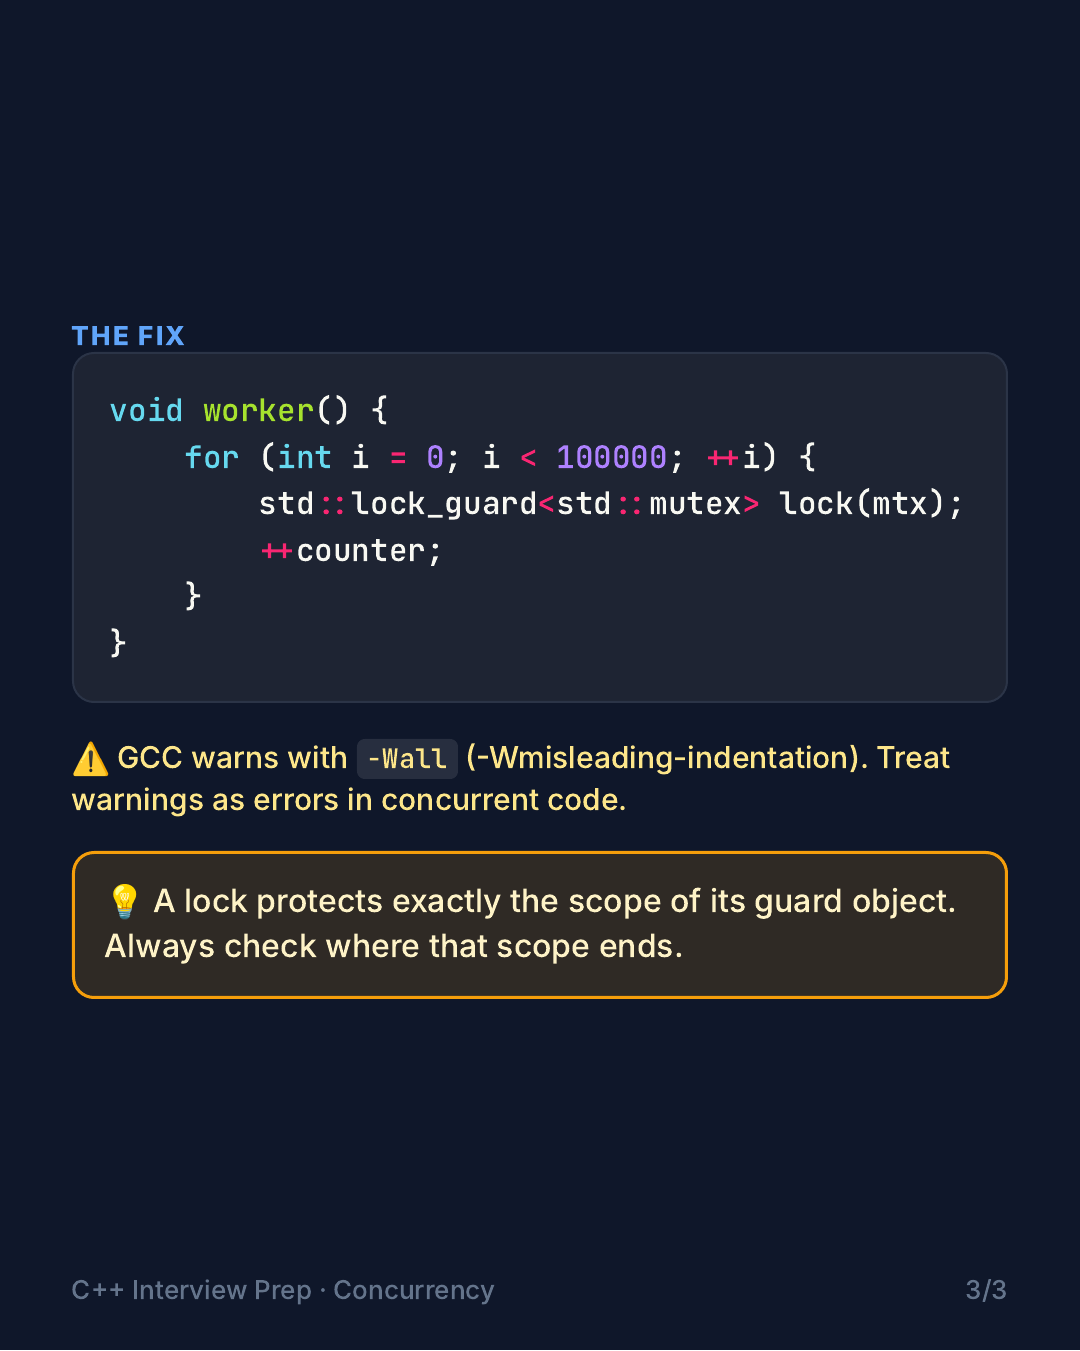 THE FIX
void worker() {
    for (int i = 0; i < 100000; ++i) {
        std::lock_guard<std::mutex> lock(mtx);
        ++counter;
    }
}
⚠️ GCC warns with -Wall (-Wmisleading-indentation). Treat
warnings as errors in concurrent code.
💡 A lock protects exactly the scope of its guard object.
Always check where that scope ends.
C++ Interview Prep · Concurrency
3/3